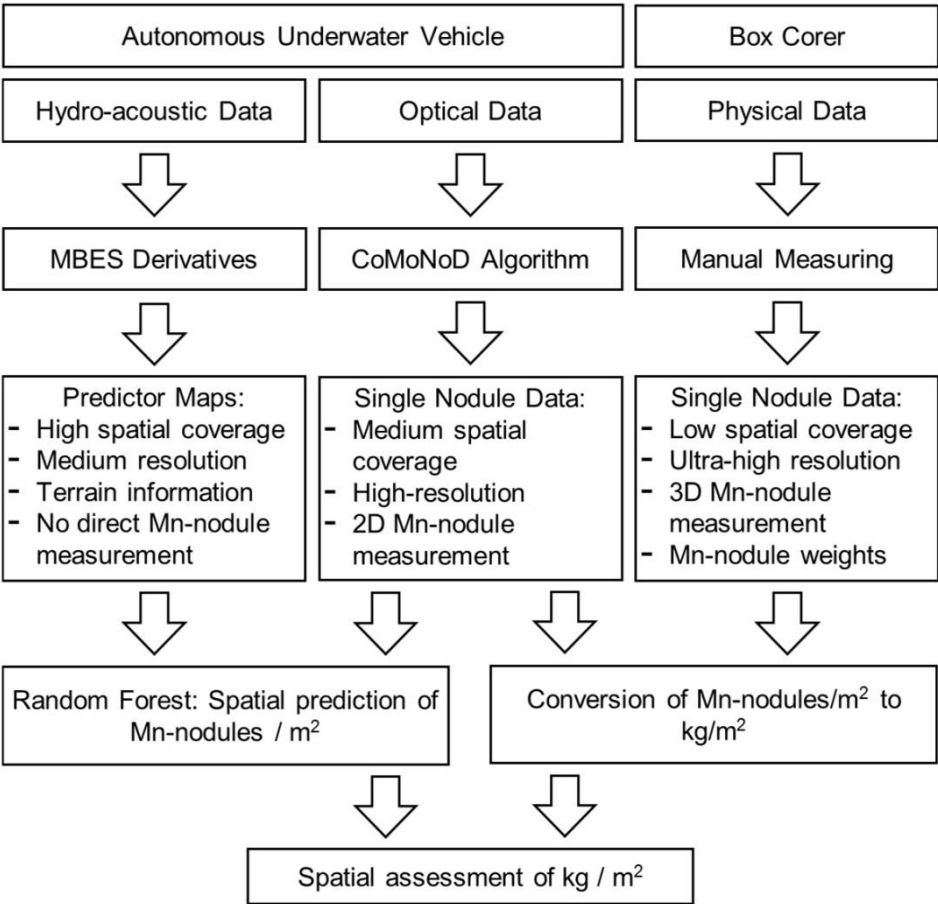 Autonomous Underwater Vehicle
Box Corer
Hydro-acoustic Data
Optical Data
Physical Data
MBES Derivatives
CoMoNoD Algorithm
Manual Measuring
Predictor Maps:
- High spatial coverage
- Medium resolution
- Terrain information
- No direct Mn-nodule
measurement
Single Nodule Data:
- Medium spatial
coverage
- High-resolution
- 2D Mn-nodule
measurement
Single Nodule Data:
- Low spatial coverage
- Ultra-high resolution
- 3D Mn-nodule
measurement
- Mn-nodule weights
Random Forest: Spatial prediction of
Mn-nodules / m²
Conversion of Mn-nodules/m² to
kg/m²
Spatial assessment of kg / m²